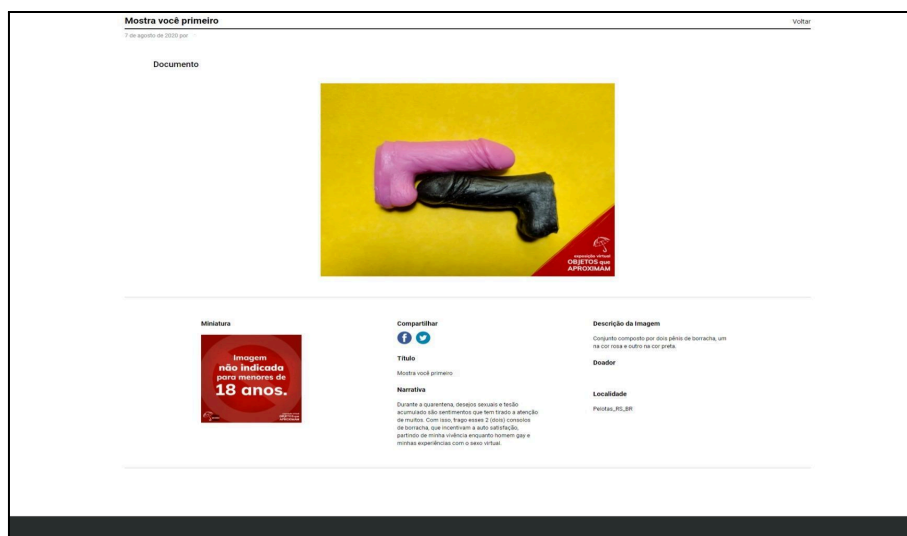 Mostra você primeiro
Voltar
7 de agosto de 2020 por
Documento
exposição virtual
OBJETOS que
APROXIMAM
Miniatura
Imagem
não indicada
para menores de
18 anos.
Compartilhar
Título
Mostra você primeiro
Narrativa
Durante a quarentena, desejos sexuais e tesão
acumulado são sentimentos que tem tirado a atenção
de muitos. Com isso, trago esses 2 (dois) consolos
de borracha, que incentivam a auto satisfação,
partindo de minha vivência enquanto homem gay e
minhas experiências com o sexo virtual.
Descrição da Imagem
Conjunto composto por dois pênis de borracha, um
na cor rosa e outro na cor preta.
Doador
Localidade
Pelotas_RS_BR